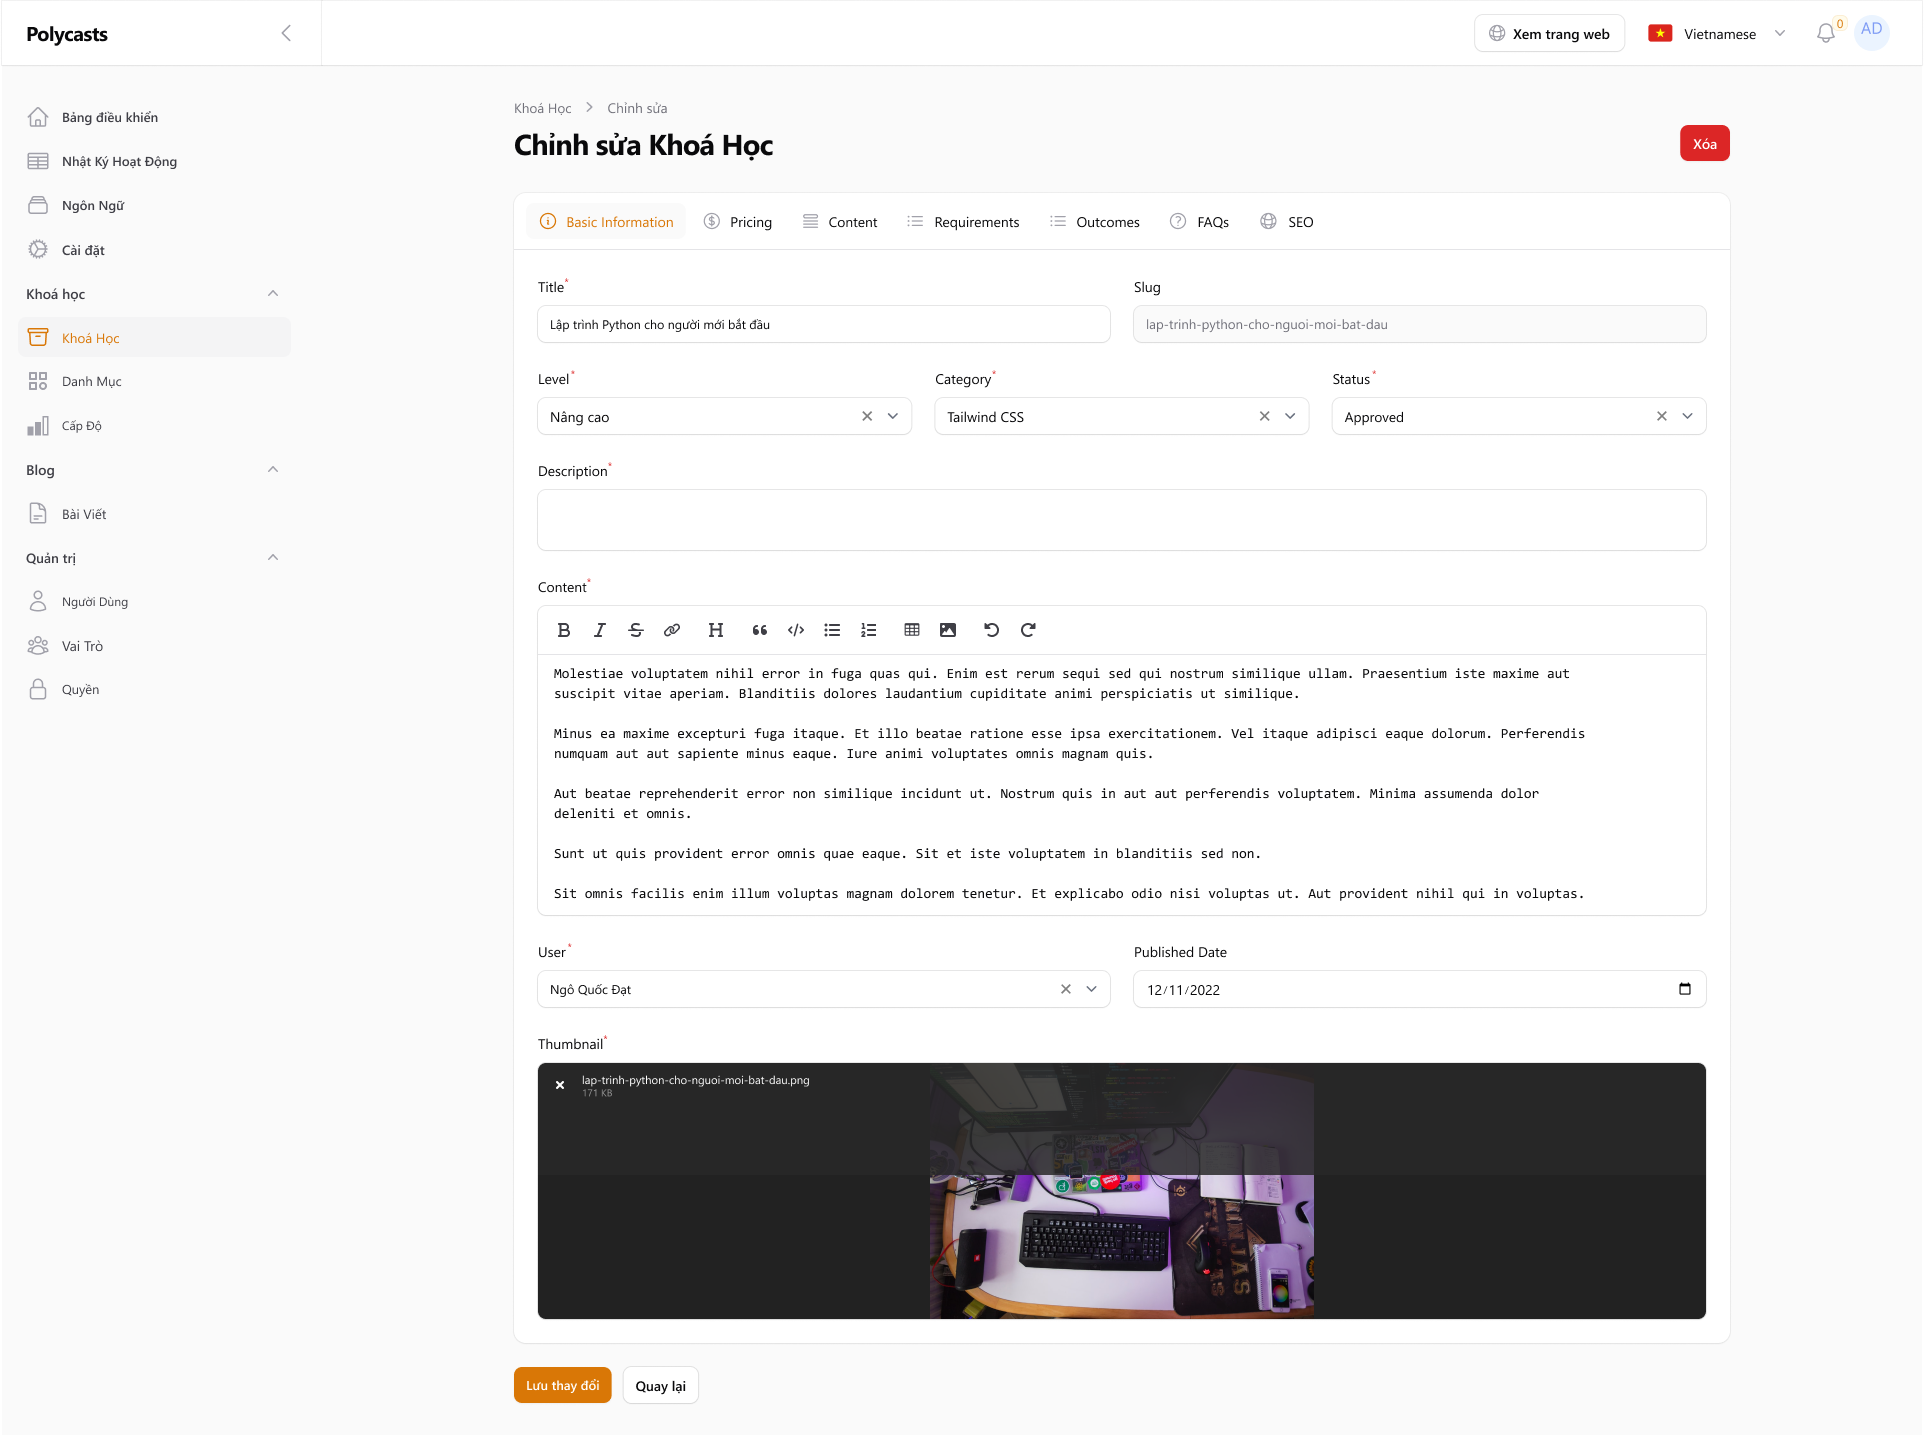 Polycasts
Xem trang web
Vietnamese
0
AD
Bảng điều khiển
Nhật Ký Hoạt Động
Ngôn Ngữ
Cài đặt
Khoá học
Khoá Học
Danh Mục
Cấp Độ
Blog
Bài Viết
Quản trị
Người Dùng
Vai Trò
Quyền
Khoá Học > Chỉnh sửa
Chỉnh sửa Khoá Học
Xóa
Basic Information
Pricing
Content
Requirements
Outcomes
FAQs
SEO
Title*
Slug
Lập trình Python cho người mới bắt đầu
lap-trinh-python-cho-nguoi-moi-bat-dau
Level*
Category*
Status*
Nâng cao
Tailwind CSS
Approved
Description*
Content*
Molestiae voluptatem nihil error in fuga quas qui. Enim est rerum sequi sed qui nostrum similique ullam. Praesentium iste maxime aut
suscipit vitae aperiam. Blanditiis dolores laudantium cupiditate animi perspiciatis ut similique.
Minus ea maxime excepturi fuga itaque. Et illo beatae ratione esse ipsa exercitationem. Vel itaque adipisci eaque dolorum. Perferendis
numquam aut aut sapiente minus eaque. Iure animi voluptates omnis magnam quis.
Aut beatae reprehenderit error non similique incidunt ut. Nostrum quis in aut aut perferendis voluptatem. Minima assumenda dolor
deleniti et omnis.
Sunt ut quis provident error omnis quae eaque. Sit et iste voluptatem in blanditiis sed non.
Sit omnis facilis enim illum voluptas magnam dolorem tenetur. Et explicabo odio nisi voluptas ut. Aut provident nihil qui in voluptas.
User*
Published Date
Ngô Quốc Đạt
12/11/2022
Thumbnail*
lap-trinh-python-cho-nguoi-moi-bat-dau.png
171 KB
Lưu thay đổi
Quay lại